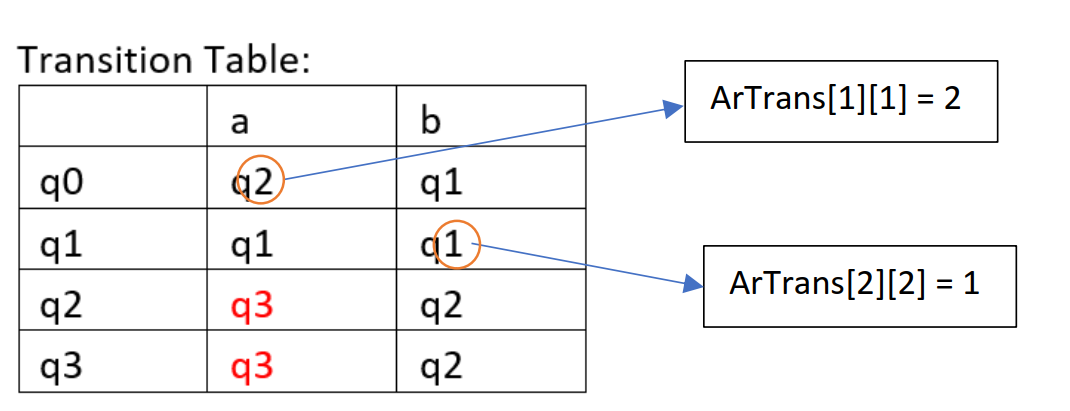 Transition Table:
a b
q0 q2 q1
q1 q1 q1
q2 q3 q2
q3 q3 q2
ArTrans[1][1] = 2
ArTrans[2][2] = 1